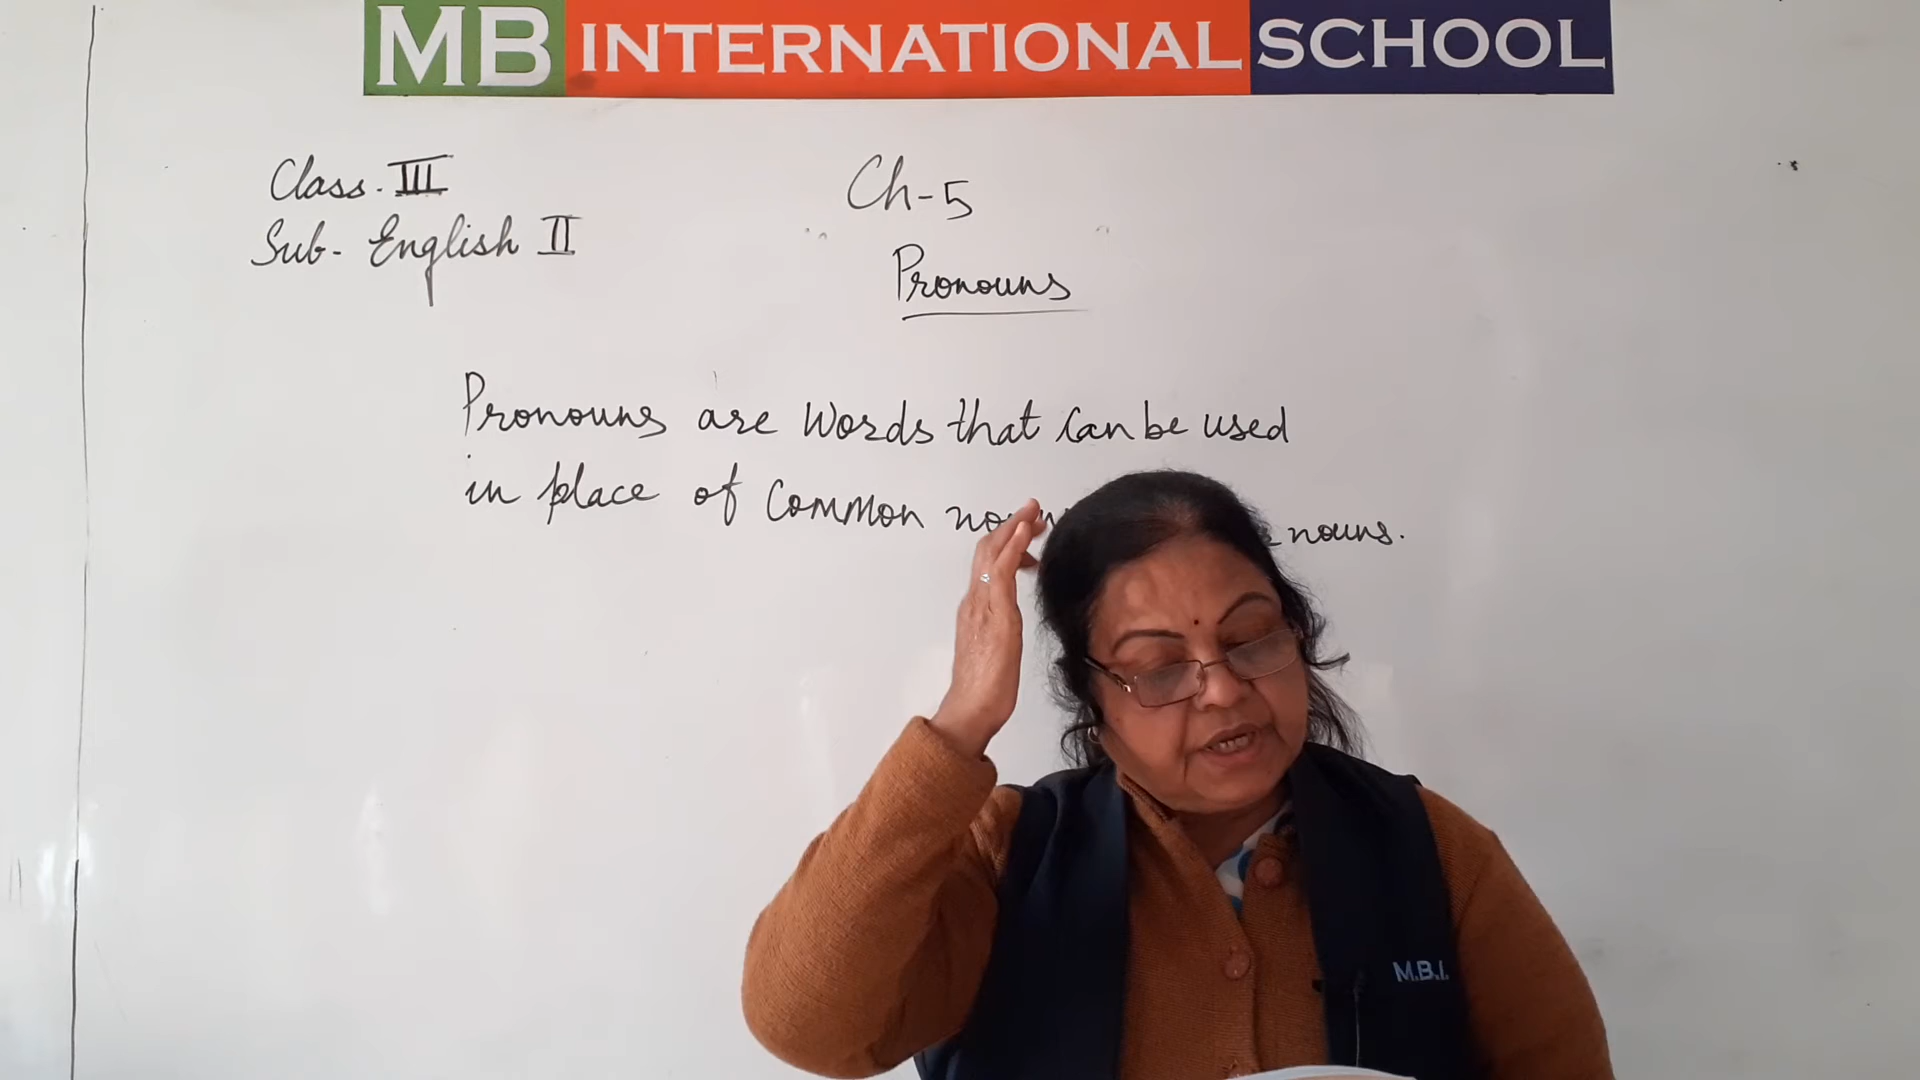 MB INTERNATIONAL SCHOOL
Class. III
Sub- English II
Ch-5
Pronouns
Pronouns are Words that can be used
in place of Common nouns.
M.B.I.